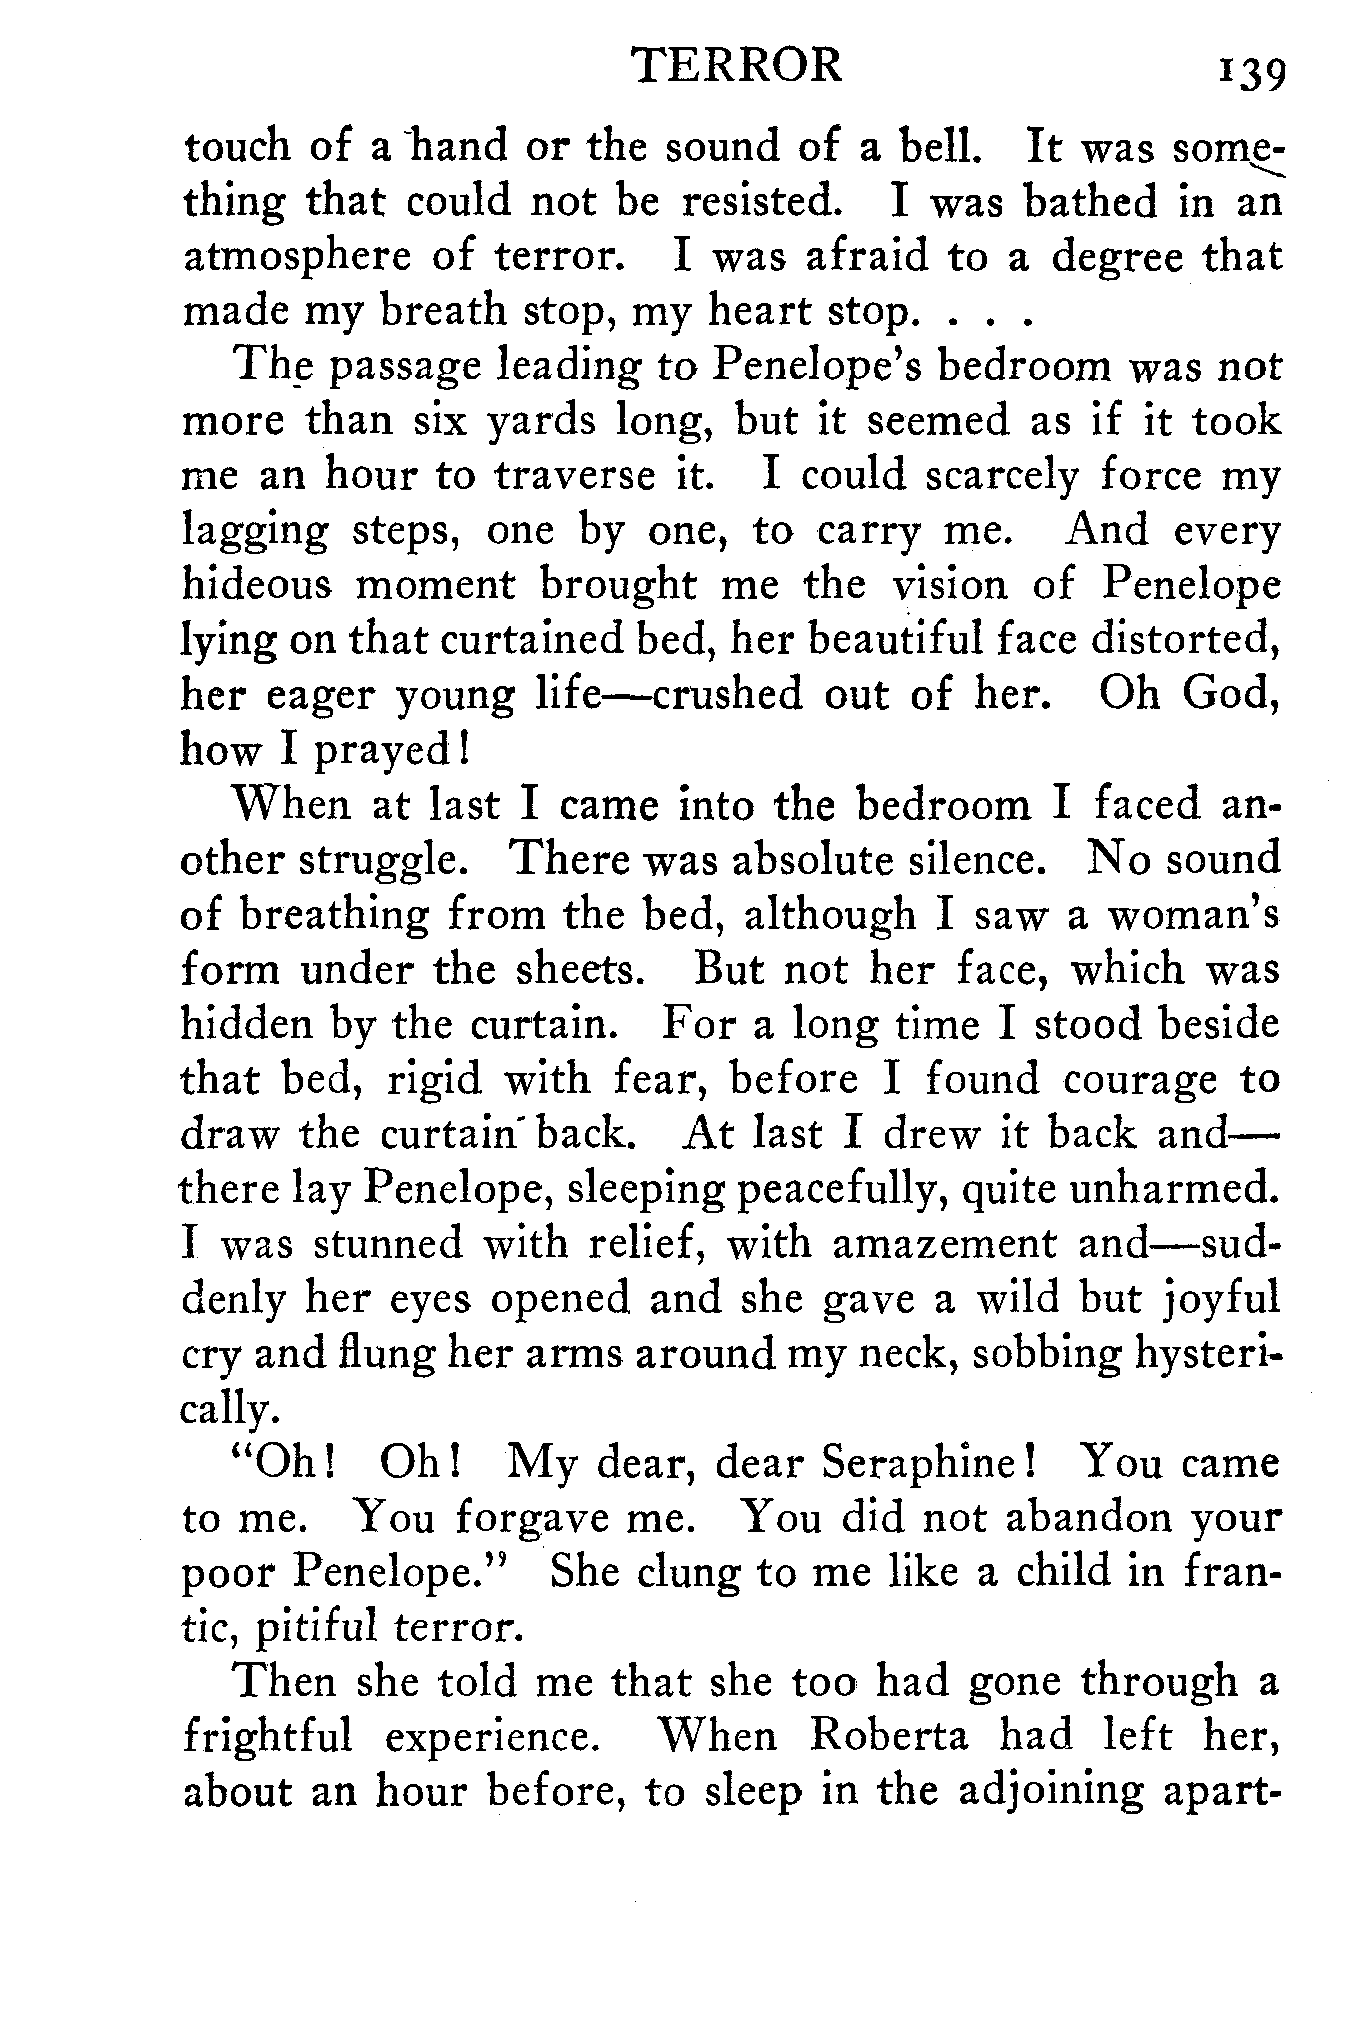 TERROR 139
touch of a hand or the sound of a bell. It was some-
thing that could not be resisted. I was bathed in an
atmosphere of terror. I was afraid to a degree that
made my breath stop, my heart stop. . . .
The passage leading to Penelope's bedroom was not
more than six yards long, but it seemed as if it took
me an hour to traverse it. I could scarcely force my
lagging steps, one by one, to carry me. And every
hideous moment brought me the vision of Penelope
lying on that curtained bed, her beautiful face distorted,
her eager young life—crushed out of her. Oh God,
how I prayed!
When at last I came into the bedroom I faced an-
other struggle. There was absolute silence. No sound
of breathing from the bed, although I saw a woman's
form under the sheets. But not her face, which was
hidden by the curtain. For a long time I stood beside
that bed, rigid with fear, before I found courage to
draw the curtain back. At last I drew it back and—
there lay Penelope, sleeping peacefully, quite unharmed.
I was stunned with relief, with amazement and—sud-
denly her eyes opened and she gave a wild but joyful
cry and flung her arms around my neck, sobbing hysteri-
cally.
"Oh! Oh! My dear, dear Seraphine! You came
to me. You forgave me. You did not abandon your
poor Penelope." She clung to me like a child in fran-
tic, pitiful terror.
Then she told me that she too had gone through a
frightful experience. When Roberta had left her,
about an hour before, to sleep in the adjoining apart-